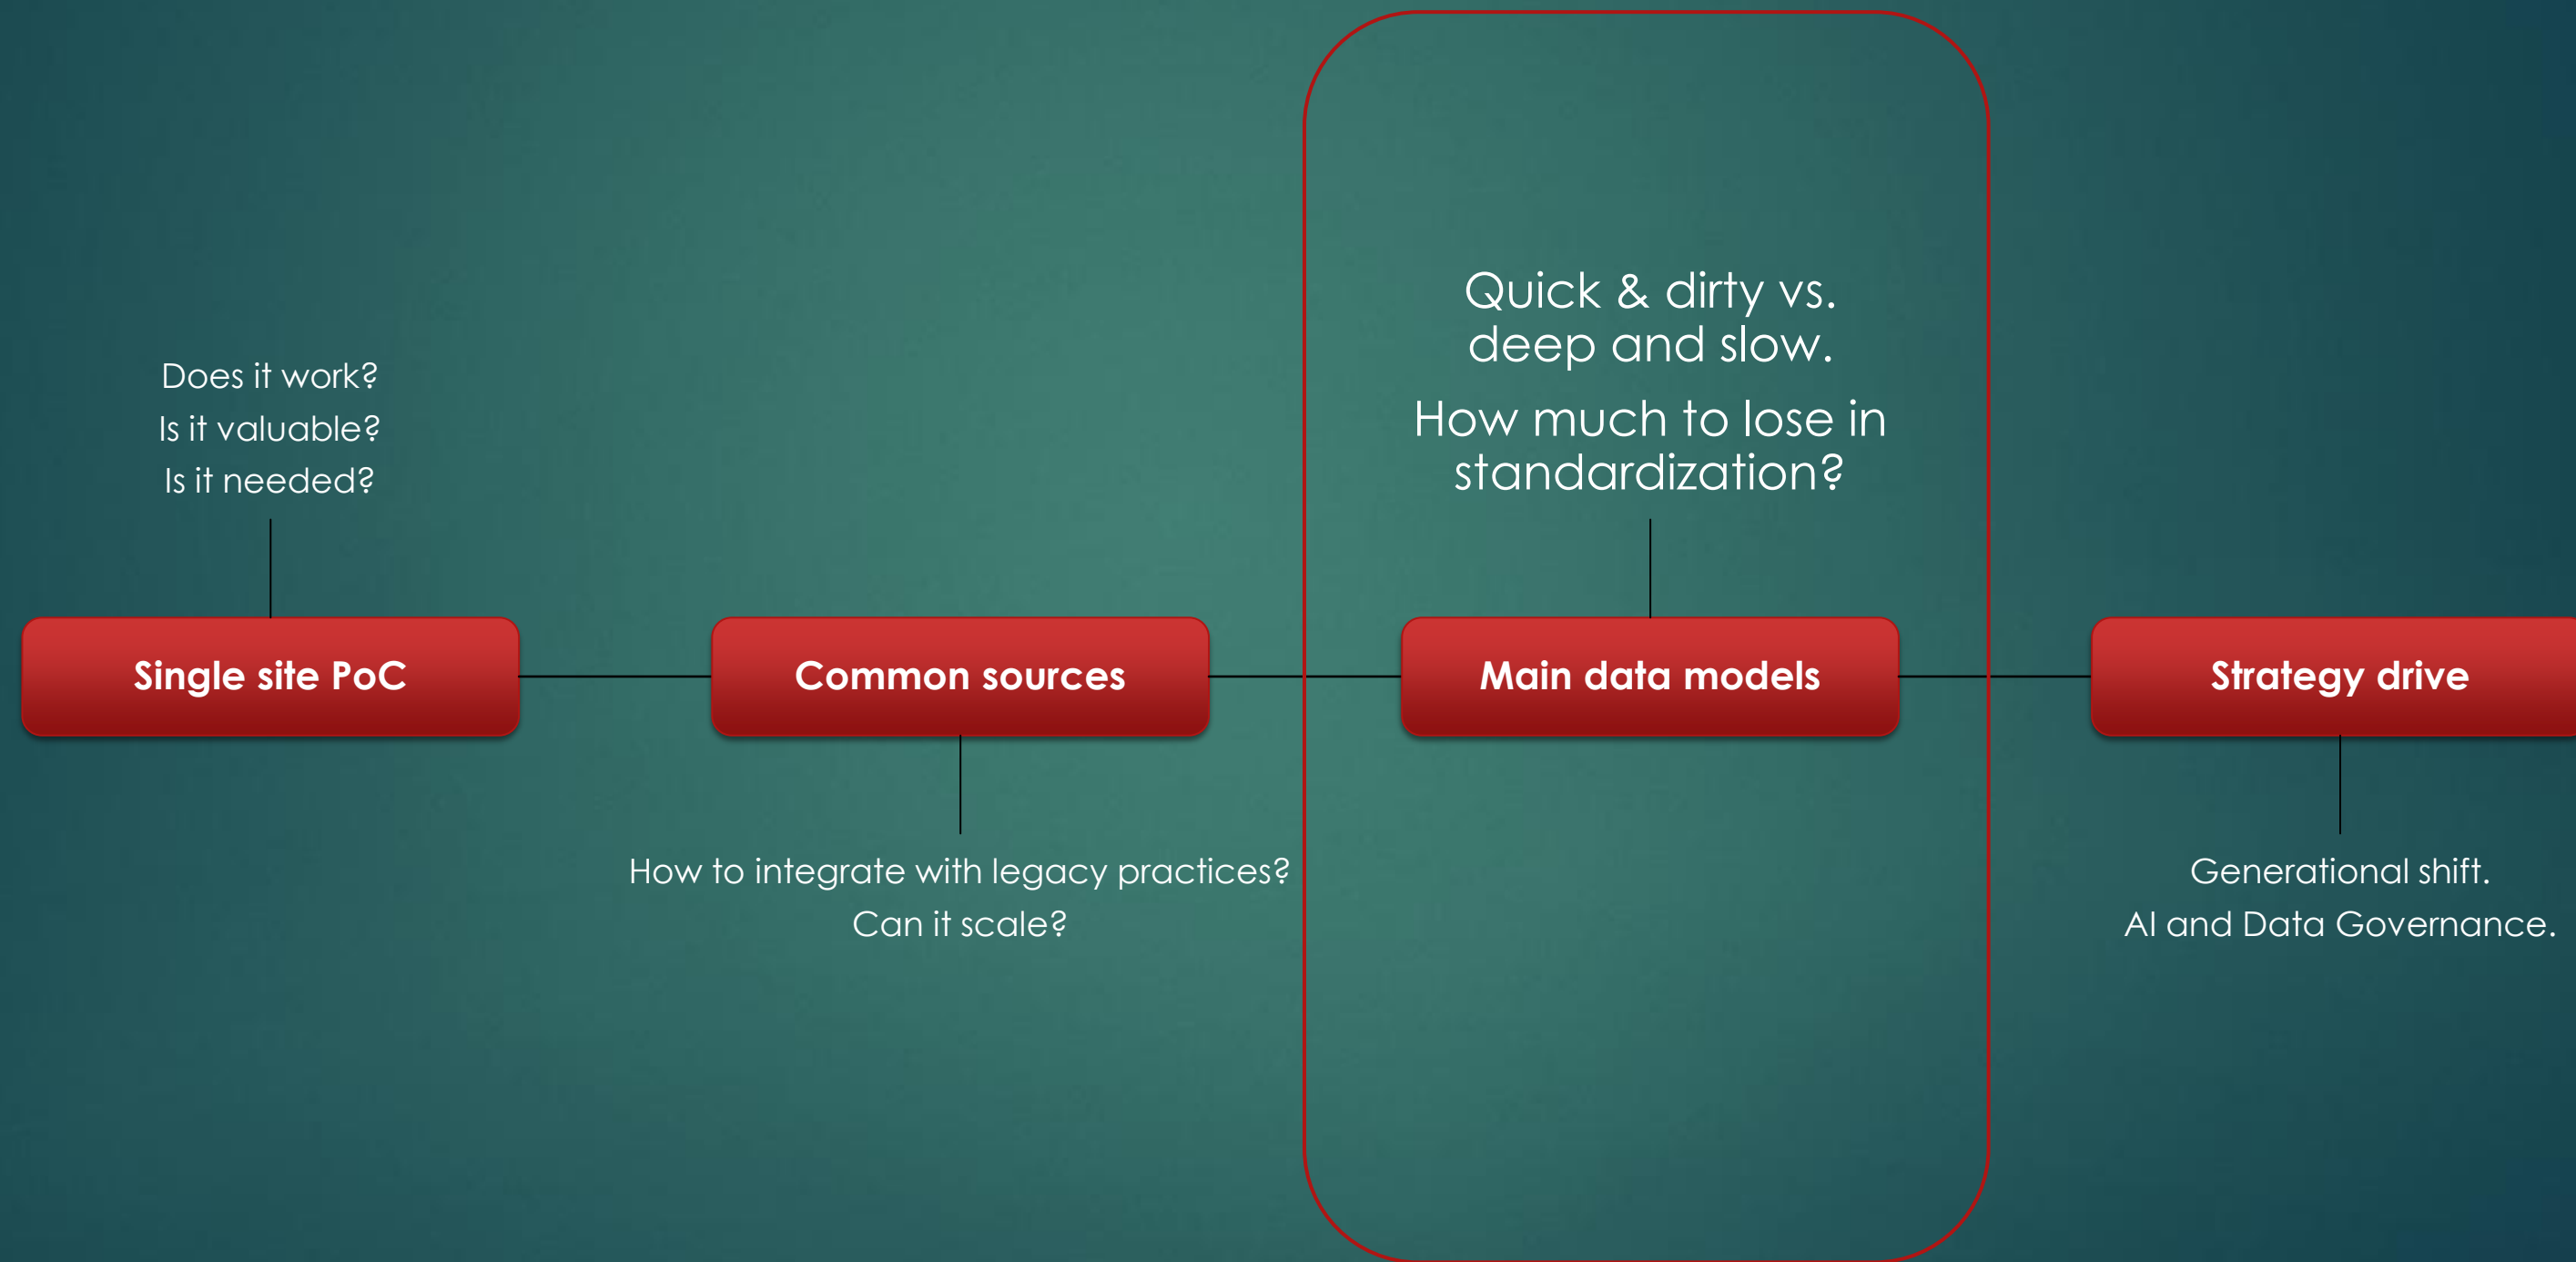 Does it work?
Is it valuable?
Is it needed?
Single site PoC
Common sources
How to integrate with legacy practices?
Can it scale?
Quick & dirty vs.
deep and slow.
How much to lose in
standardization?
Main data models
Strategy drive
Generational shift.
AI and Data Governance.